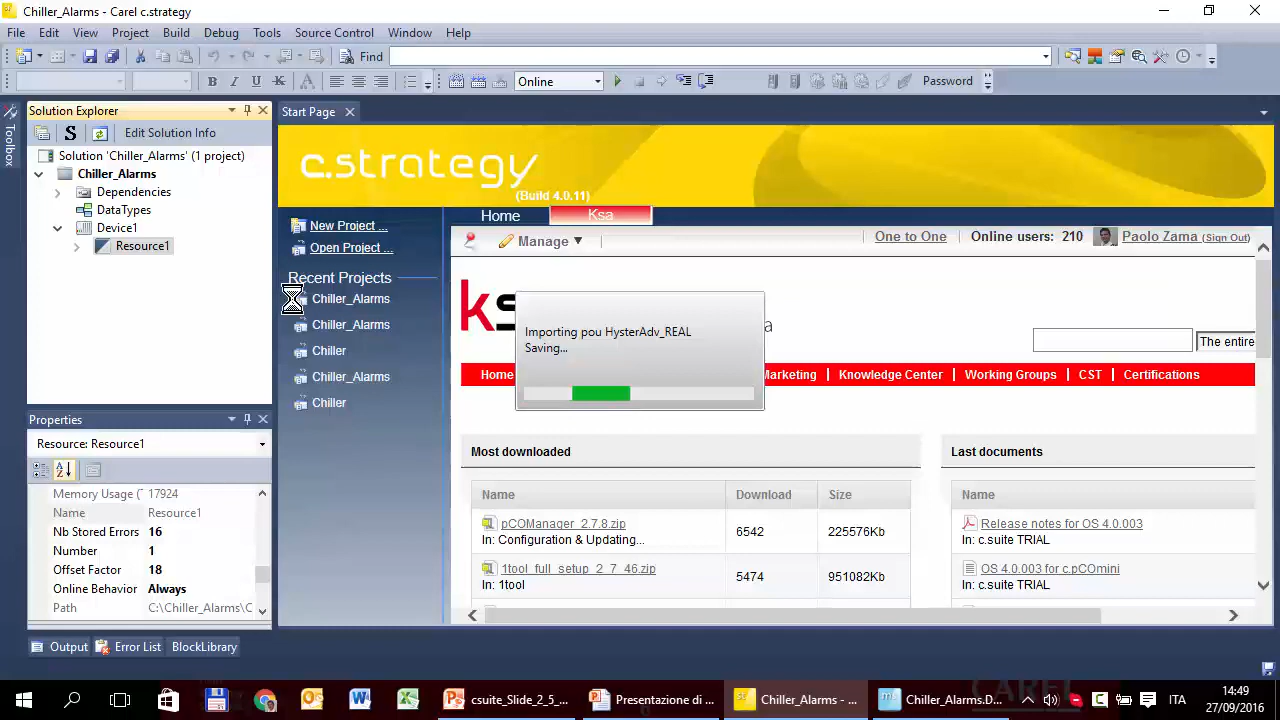 Chiller_Alarms - Carel c.strategy
File Edit View Project Build Debug Tools Source Control Window Help
Find
Online Password
Toolbox
Solution Explorer
Edit Solution Info
Solution 'Chiller_Alarms' (1 project)
Chiller_Alarms
Dependencies
DataTypes
Device1
Resource1
Properties
Resource: Resource1
Memory Usage ( 17924
Name Resource1
Nb Stored Errors 16
Number 1
Offset Factor 18
Online Behavior Always
Path C:\Chiller_Alarms\C
Output Error List BlockLibrary
Start Page
c.strategy
(Build 4.0.11)
New Project ...
Open Project ...
Recent Projects
Chiller_Alarms
Chiller_Alarms
Chiller
Chiller_Alarms
Chiller
Home Ksa
Manage
One to One Online users: 210 Paolo Zama (Sign Out)
ks
a
The entire
Importing pou HysterAdv_REAL
Saving...
Home Marketing Knowledge Center Working Groups CST Certifications
Most downloaded
Name Download Size
pCOManager_2.7.8.zip 6542 225576Kb
In: Configuration & Updating...
1tool_full_setup_2_7_46.zip 5474 951082Kb
In: 1tool
Last documents
Name
Release notes for OS 4.0.003
In: c.suite TRIAL
OS 4.0.003 for c.pCOmini
In: c.suite TRIAL
csuite_Slide_2_5_... Presentazione di ... Chiller_Alarms - ... Chiller_Alarms.D...
CAREL
ITA
14:49
27/09/2016